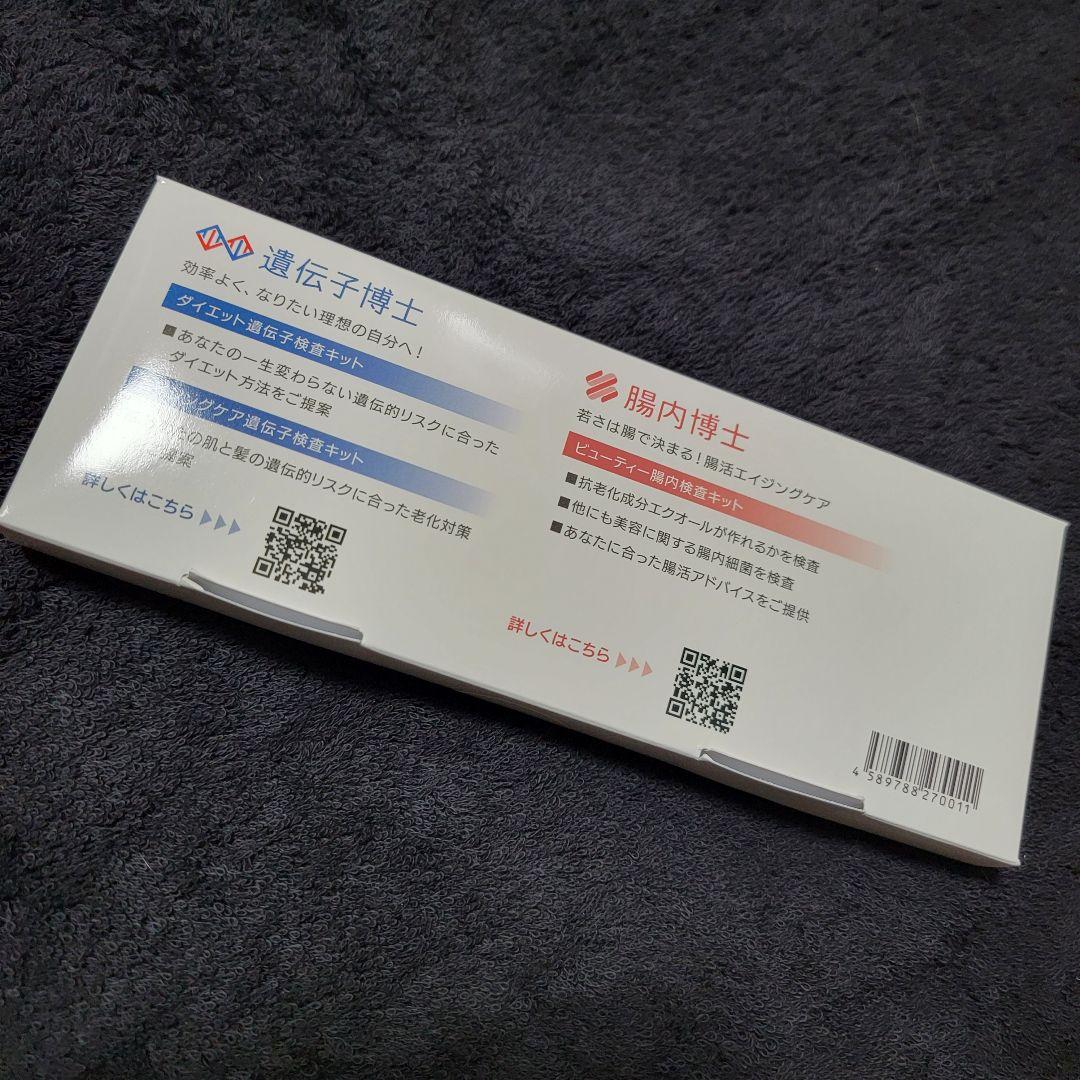 遺伝子博士
効率よく、なりたい理想の自分へ！
ダイエット遺伝子検査キット
■あなたの一生変わらない遺伝的リスクに合った
ダイエット方法をご提案
ングケア遺伝子検査キット
の肌と髪の遺伝的リスクに合った老化対策
案
詳しくはこちら
腸内博士
若さは腸で決まる！腸活エイジングケア
ビューティー腸内検査キット
■抗老化成分エクオールが作れるかを検査
■他にも美容に関する腸内細菌を検査
■あなたに合った腸活アドバイスをご提供
詳しくはこちら
4 589788 270011